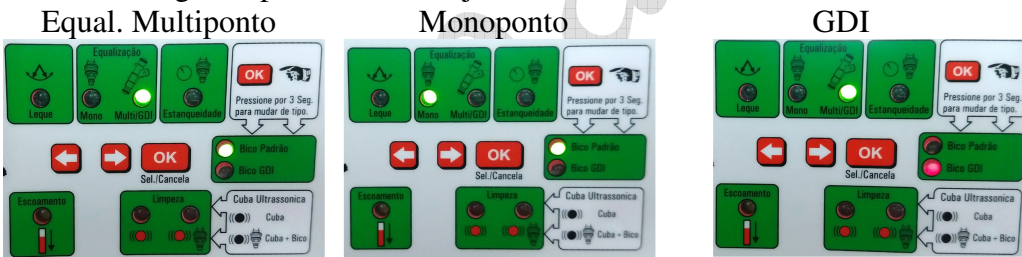 Equal. Multiponto
Monoponto
GDI
Equalização
Leque
Mono
Multi/GDI
Estanqueidade
OK
Pressione por 3 Seg.
para mudar de tipo.
OK
Sel./Cancela
Bico Padrão
Bico GDI
Escoamento
Limpeza
Cuba Ultrassonica
Cuba
Cuba + Bico
Equalização
Leque
Mono
Multi/GDI
Estanqueidade
OK
Pressione por 3 Seg.
para mudar de tipo.
OK
Sel./Cancela
Bico Padrão
Bico GDI
Escoamento
Limpeza
Cuba Ultrassonica
Cuba
Cuba + Bico
Equalização
Leque
Mono
Multi/GDI
Estanqueidade
OK
Pressione por 3 Seg.
para mudar de tipo.
OK
Sel./Cancela
Bico Padrão
Bico GDI
Escoamento
Limpeza
Cuba Ultrassonica
Cuba
Cuba + Bico